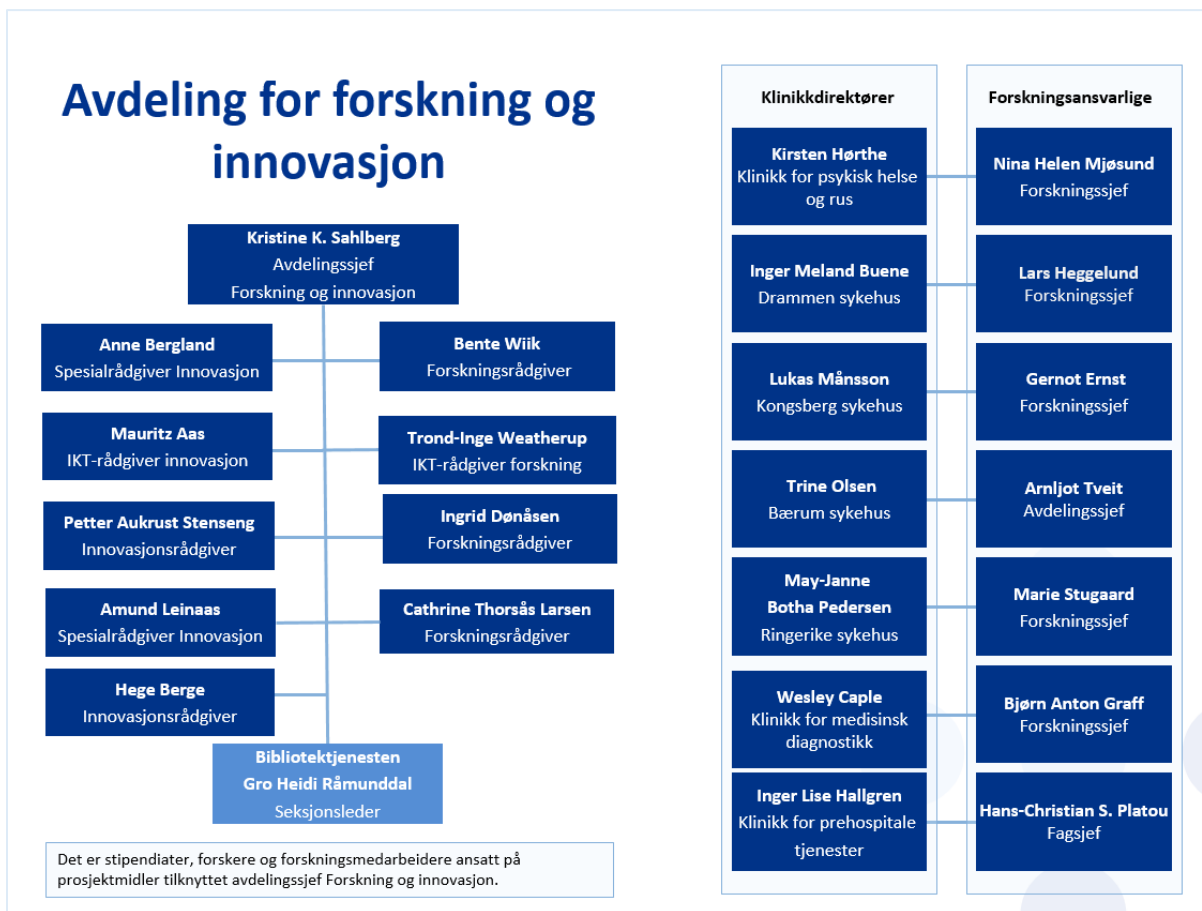 Avdeling for forskning og
innovasjon
Kristine K. Sahlberg
Avdelingssjef
Forskning og innovasjon
Anne Bergland
Spesialrådgiver Innovasjon
Bente Wiik
Forskningsrådgiver
Mauritz Aas
IKT-rådgiver innovasjon
Trond-Inge Weatherup
IKT-rådgiver forskning
Petter Aukrust Stenseng
Innovasjonsrådgiver
Ingrid Dønåsen
Forskningsrådgiver
Amund Leinaas
Spesialrådgiver Innovasjon
Cathrine Thorsås Larsen
Forskningsrådgiver
Hege Berge
Innovasjonsrådgiver
Bibliotektjenesten
Gro Heidi Råmunddal
Seksjonsleder
Det er stipendiater, forskere og forskningsmedarbeidere ansatt på
prosjektmidler tilknyttet avdelingssjef Forskning og innovasjon.
Klinikkdirektører
Forskningsansvarlige
Kirsten Hørthe
Klinikk for psykisk helse
og rus
Nina Helen Mjøsund
Forskningssjef
Inger Meland Buene
Drammen sykehus
Lars Heggelund
Forskningssjef
Lukas Månsson
Kongsberg sykehus
Gernot Ernst
Forskningssjef
Trine Olsen
Bærum sykehus
Arnljot Tveit
Avdelingssjef
May-Janne
Botha Pedersen
Ringerike sykehus
Marie Stugaard
Forskningssjef
Wesley Caple
Klinikk for medisinsk
diagnostikk
Bjørn Anton Graff
Forskningssjef
Inger Lise Hallgren
Klinikk for prehospitale
tjenester
Hans-Christian S. Platou
Fagsjef